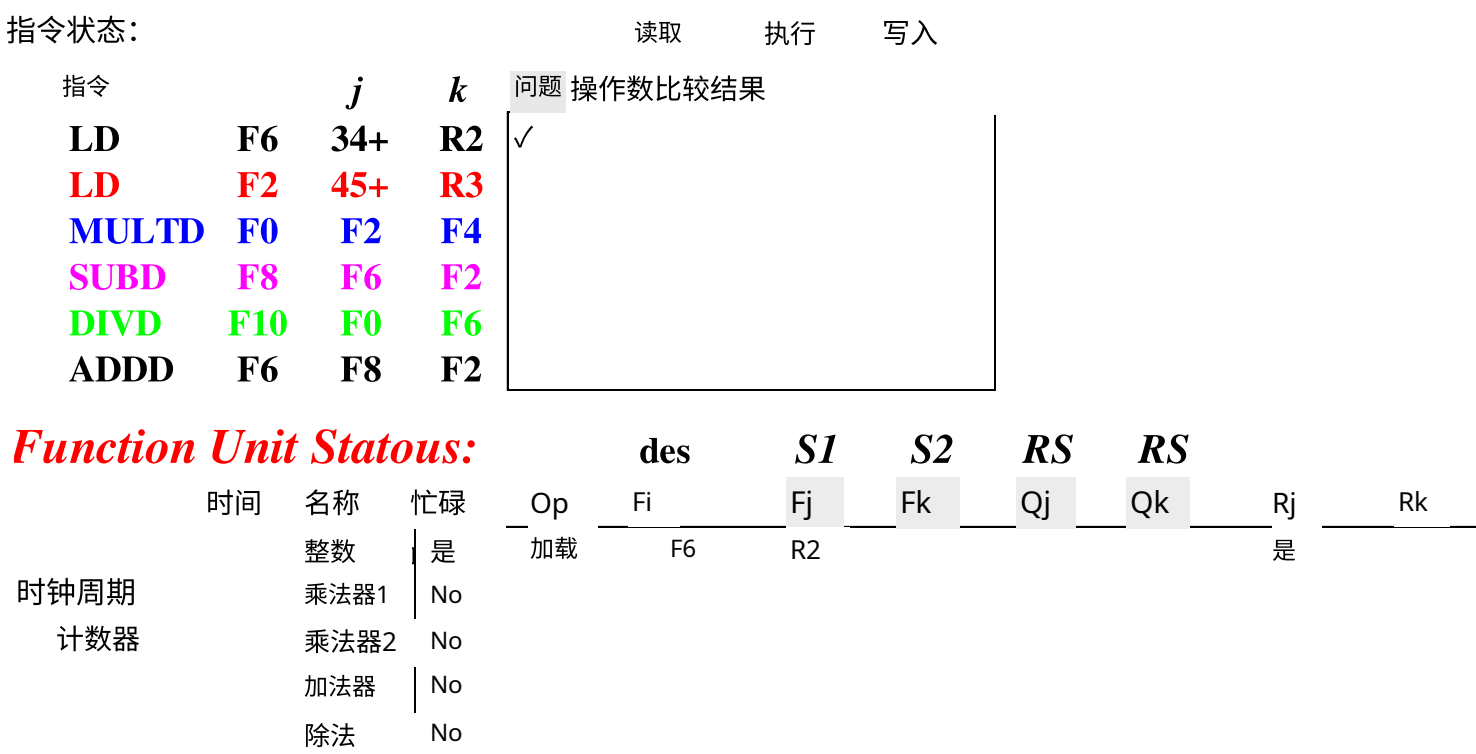 指令状态： 读取 执行 写入
指令 j k 问题 操作数比较结果
LD F6 34+ R2 ✓
LD F2 45+ R3
MULTD F0 F2 F4
SUBD F8 F6 F2
DIVD F10 F0 F6
ADDD F6 F8 F2
Function Unit Statous: des S1 S2 RS RS
时间 名称 忙碌 Op Fi Fj Fk Qj Qk Rj Rk
整数 是 加载 F6 R2 是
时钟周期 乘法器1 No
计数器 乘法器2 No
加法器 No
除法 No